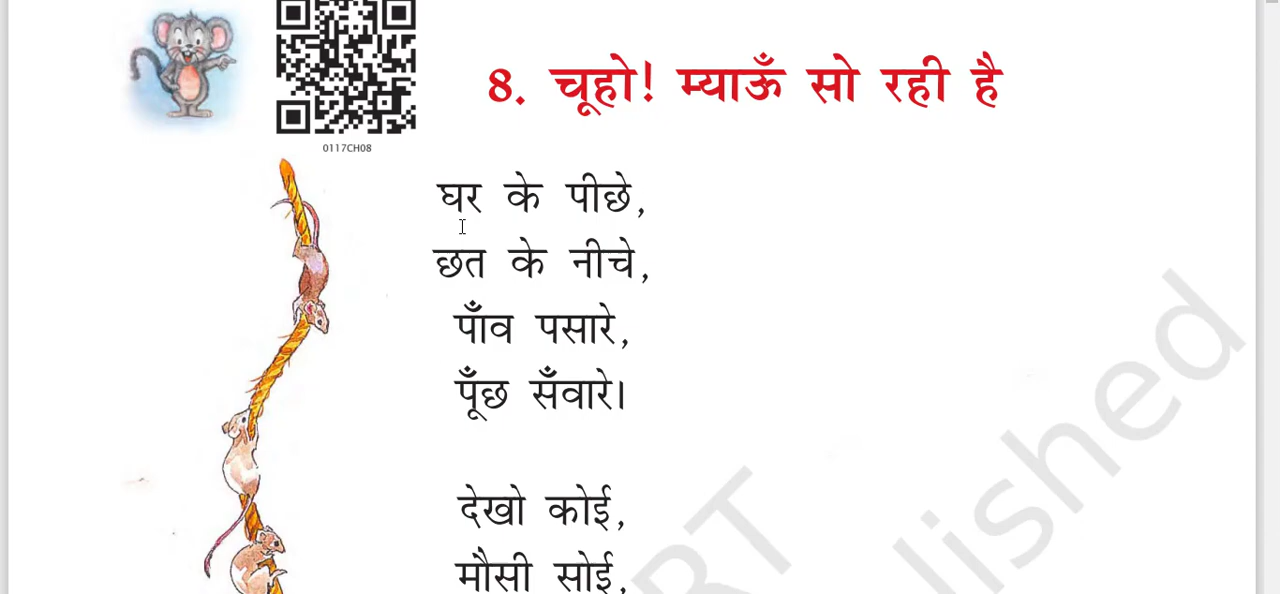 8. चूहो! म्याऊँ सो रही है
0117CH08
घर के पीछे,
छत के नीचे,
पाँव पसारे,
पूँछ सँवारे।
देखो कोई,
मौसी सोई,